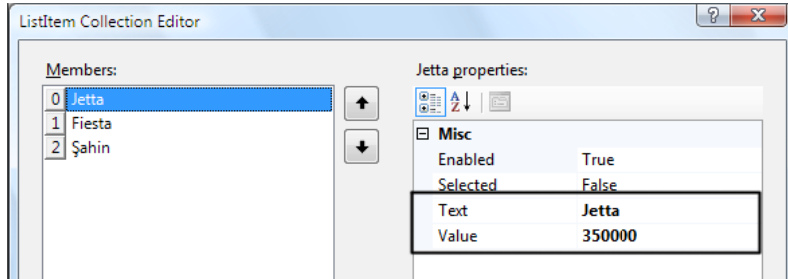 ListItem Collection Editor
Members:
0 Jetta
1 Fiesta
2 Şahin
Jetta properties:
Misc
Enabled True
Selected False
Text Jetta
Value 350000